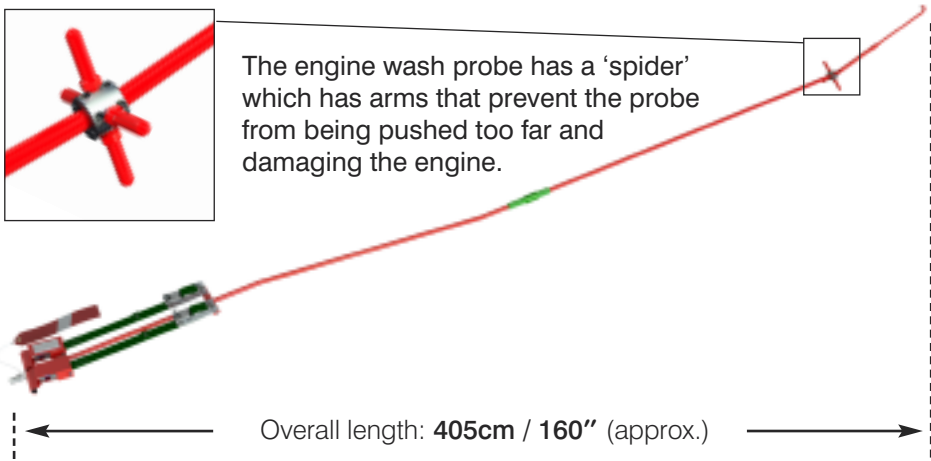 The engine wash probe has a ‘spider’
which has arms that prevent the probe
from being pushed too far and
damaging the engine.
Overall length: 405cm / 160″ (approx.)